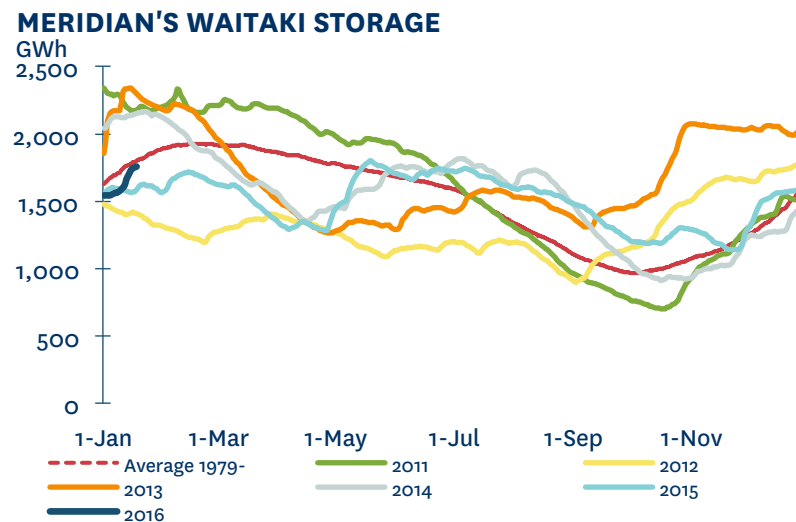 MERIDIAN'S WAITAKI STORAGE
GWh
2,500
2,000
1,500
1,000
500
0
1-Jan 1-Mar 1-May 1-Jul 1-Sep 1-Nov
Average 1979- 2011 2012
2013 2014 2015
2016